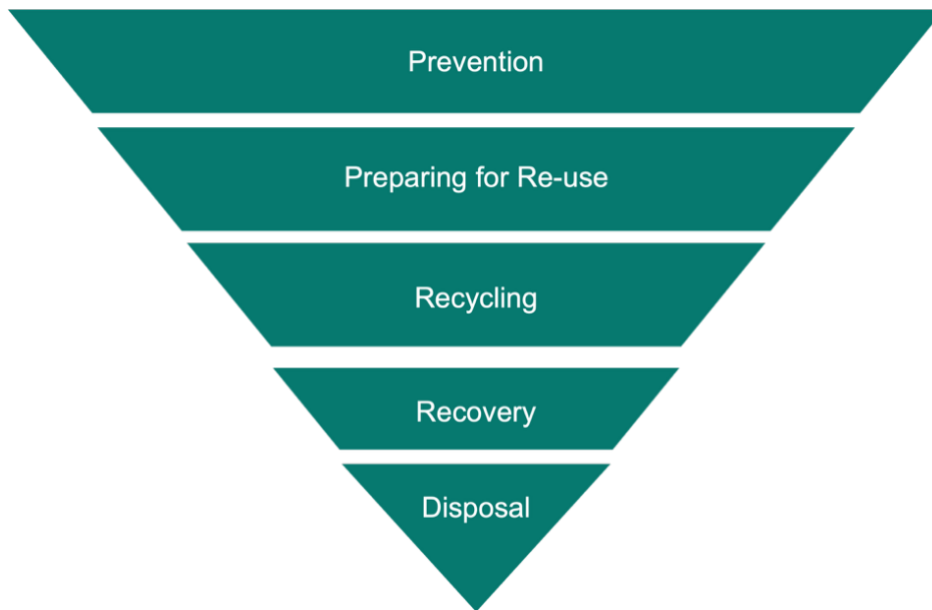 Prevention
Preparing for Re-use
Recycling
Recovery
Disposal